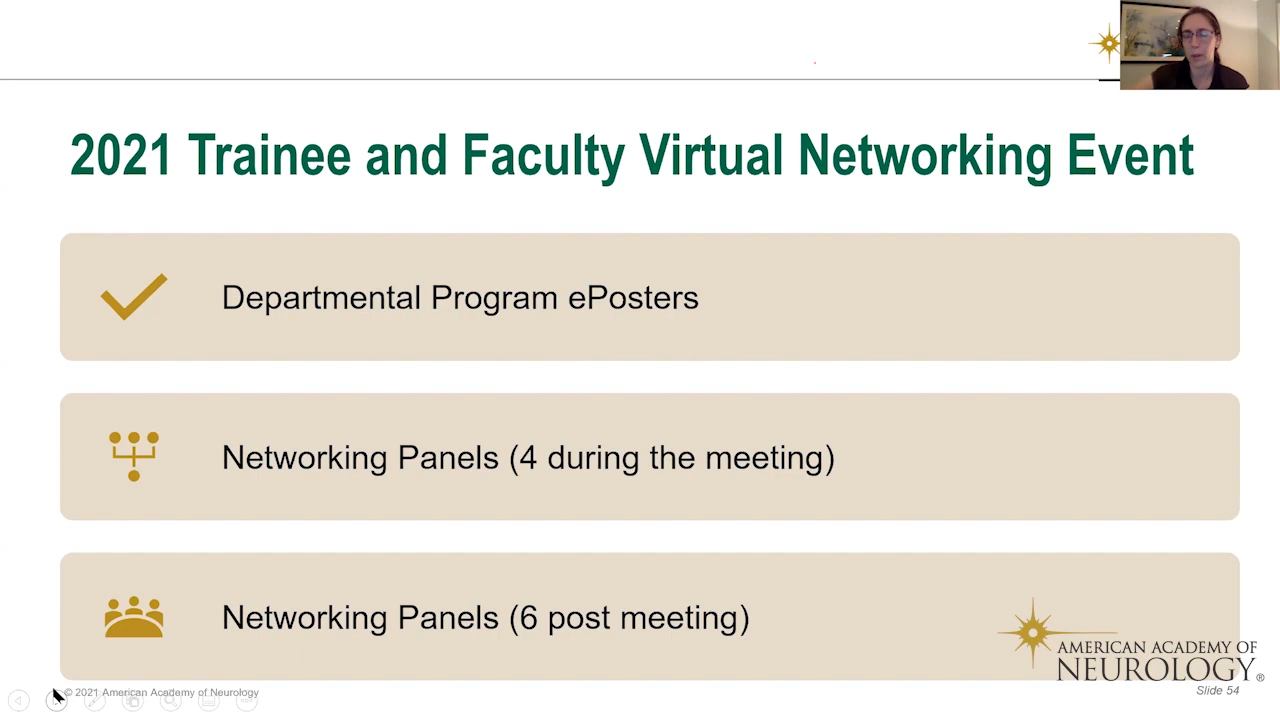 2021 Trainee and Faculty Virtual Networking Event
Departmental Program ePosters
Networking Panels (4 during the meeting)
Networking Panels (6 post meeting)
AMERICAN ACADEMY OF
NEUROLOGY®
© 2021 American Academy of Neurology
Slide 54